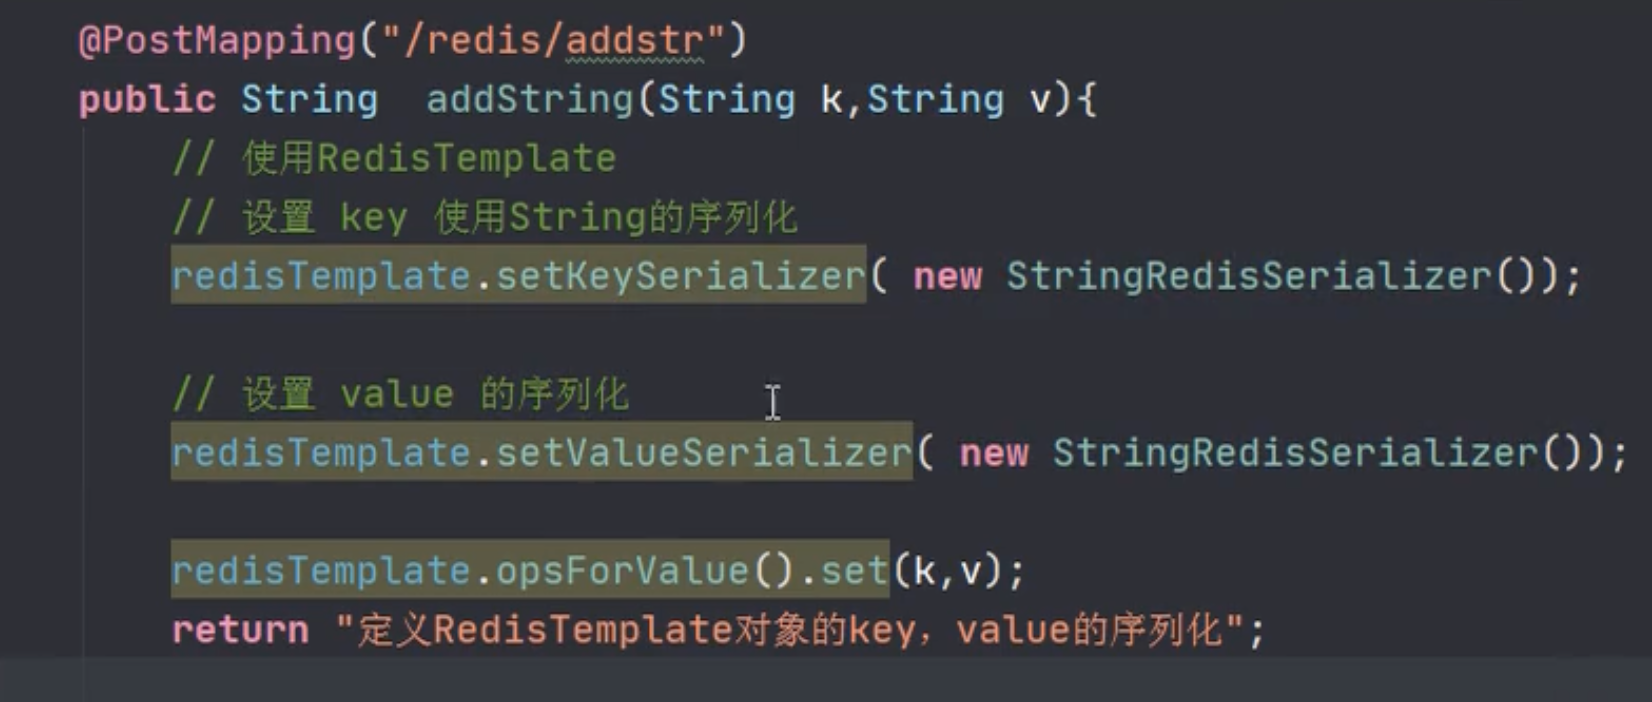 @PostMapping("/redis/addstr")
public String  addString(String k,String v){
// 使用RedisTemplate
// 设置 key 使用String的序列化
redisTemplate.setKeySerializer( new StringRedisSerializer());
// 设置 value 的序列化
redisTemplate.setValueSerializer( new StringRedisSerializer());
redisTemplate.opsForValue().set(k,v);
return "定义RedisTemplate对象的key，value的序列化";